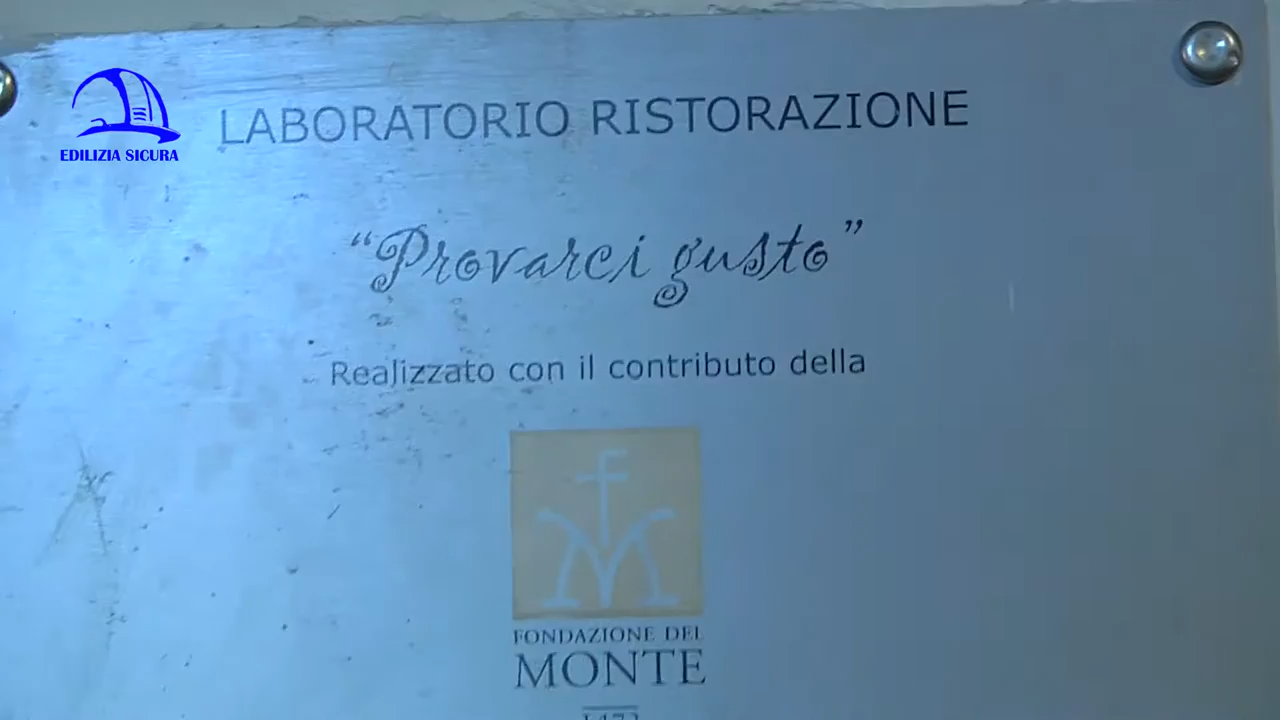 EDILIZIA SICURA
LABORATORIO RISTORAZIONE
“Provarci gusto”
Realizzato con il contributo della
FONDAZIONE DEL
MONTE